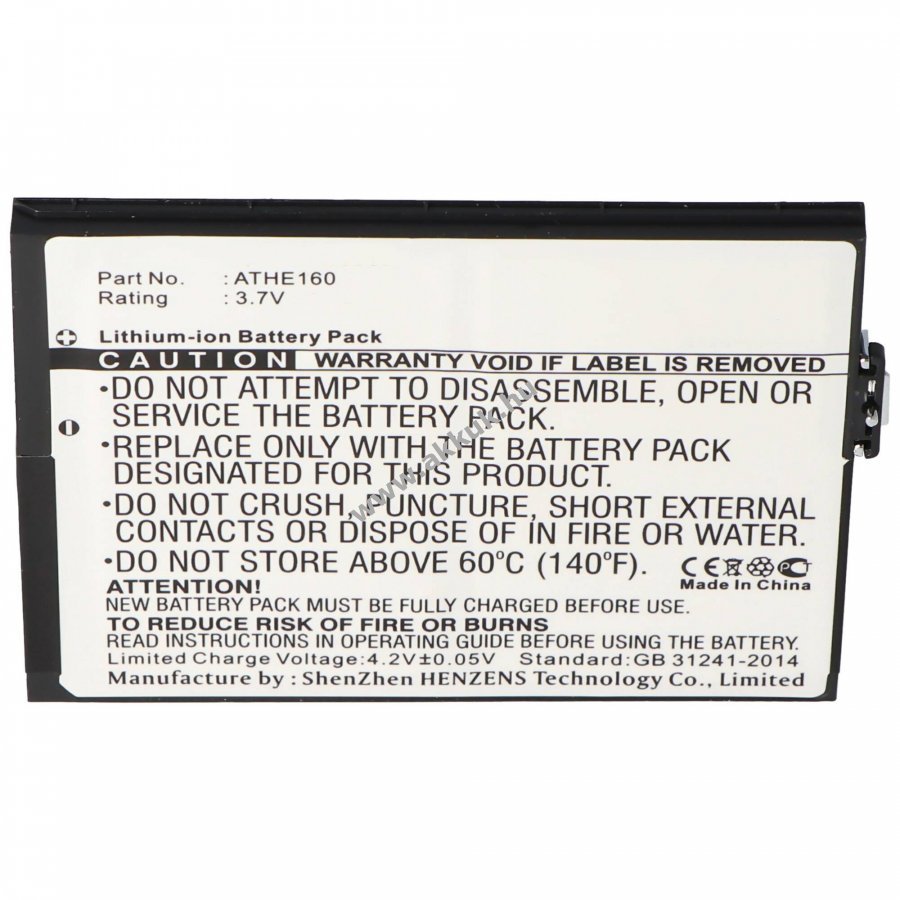 Part No. : ATHE160
Rating : 3.7V
Lithium-ion Battery Pack
CAUTION WARRANTY VOID IF LABEL IS REMOVED
•DO NOT ATTEMPT TO DISASSEMBLE, OPEN OR
SERVICE THE BATTERY PACK.
•REPLACE ONLY WITH THE BATTERY PACK
DESIGNATED FOR THIS PRODUCT.
•DO NOT CRUSH, PUNCTURE, SHORT EXTERNAL
CONTACTS OR DISPOSE OF IN FIRE OR WATER.
•DO NOT STORE ABOVE 60°C (140°F).
CE
Made In China
ATTENTION!
NEW BATTERY PACK MUST BE FULLY CHARGED BEFORE USE.
TO REDUCE RISK OF FIRE OR BURNS
READ INSTRUCTIONS IN OPERATING GUIDE BEFORE USING THE BATTERY.
Limited Charge Voltage:4.2V±0.05V Standard:GB 31241-2014
Manufacture by : ShenZhen HENZENS Technology Co., Limited
www.akkuk.hu